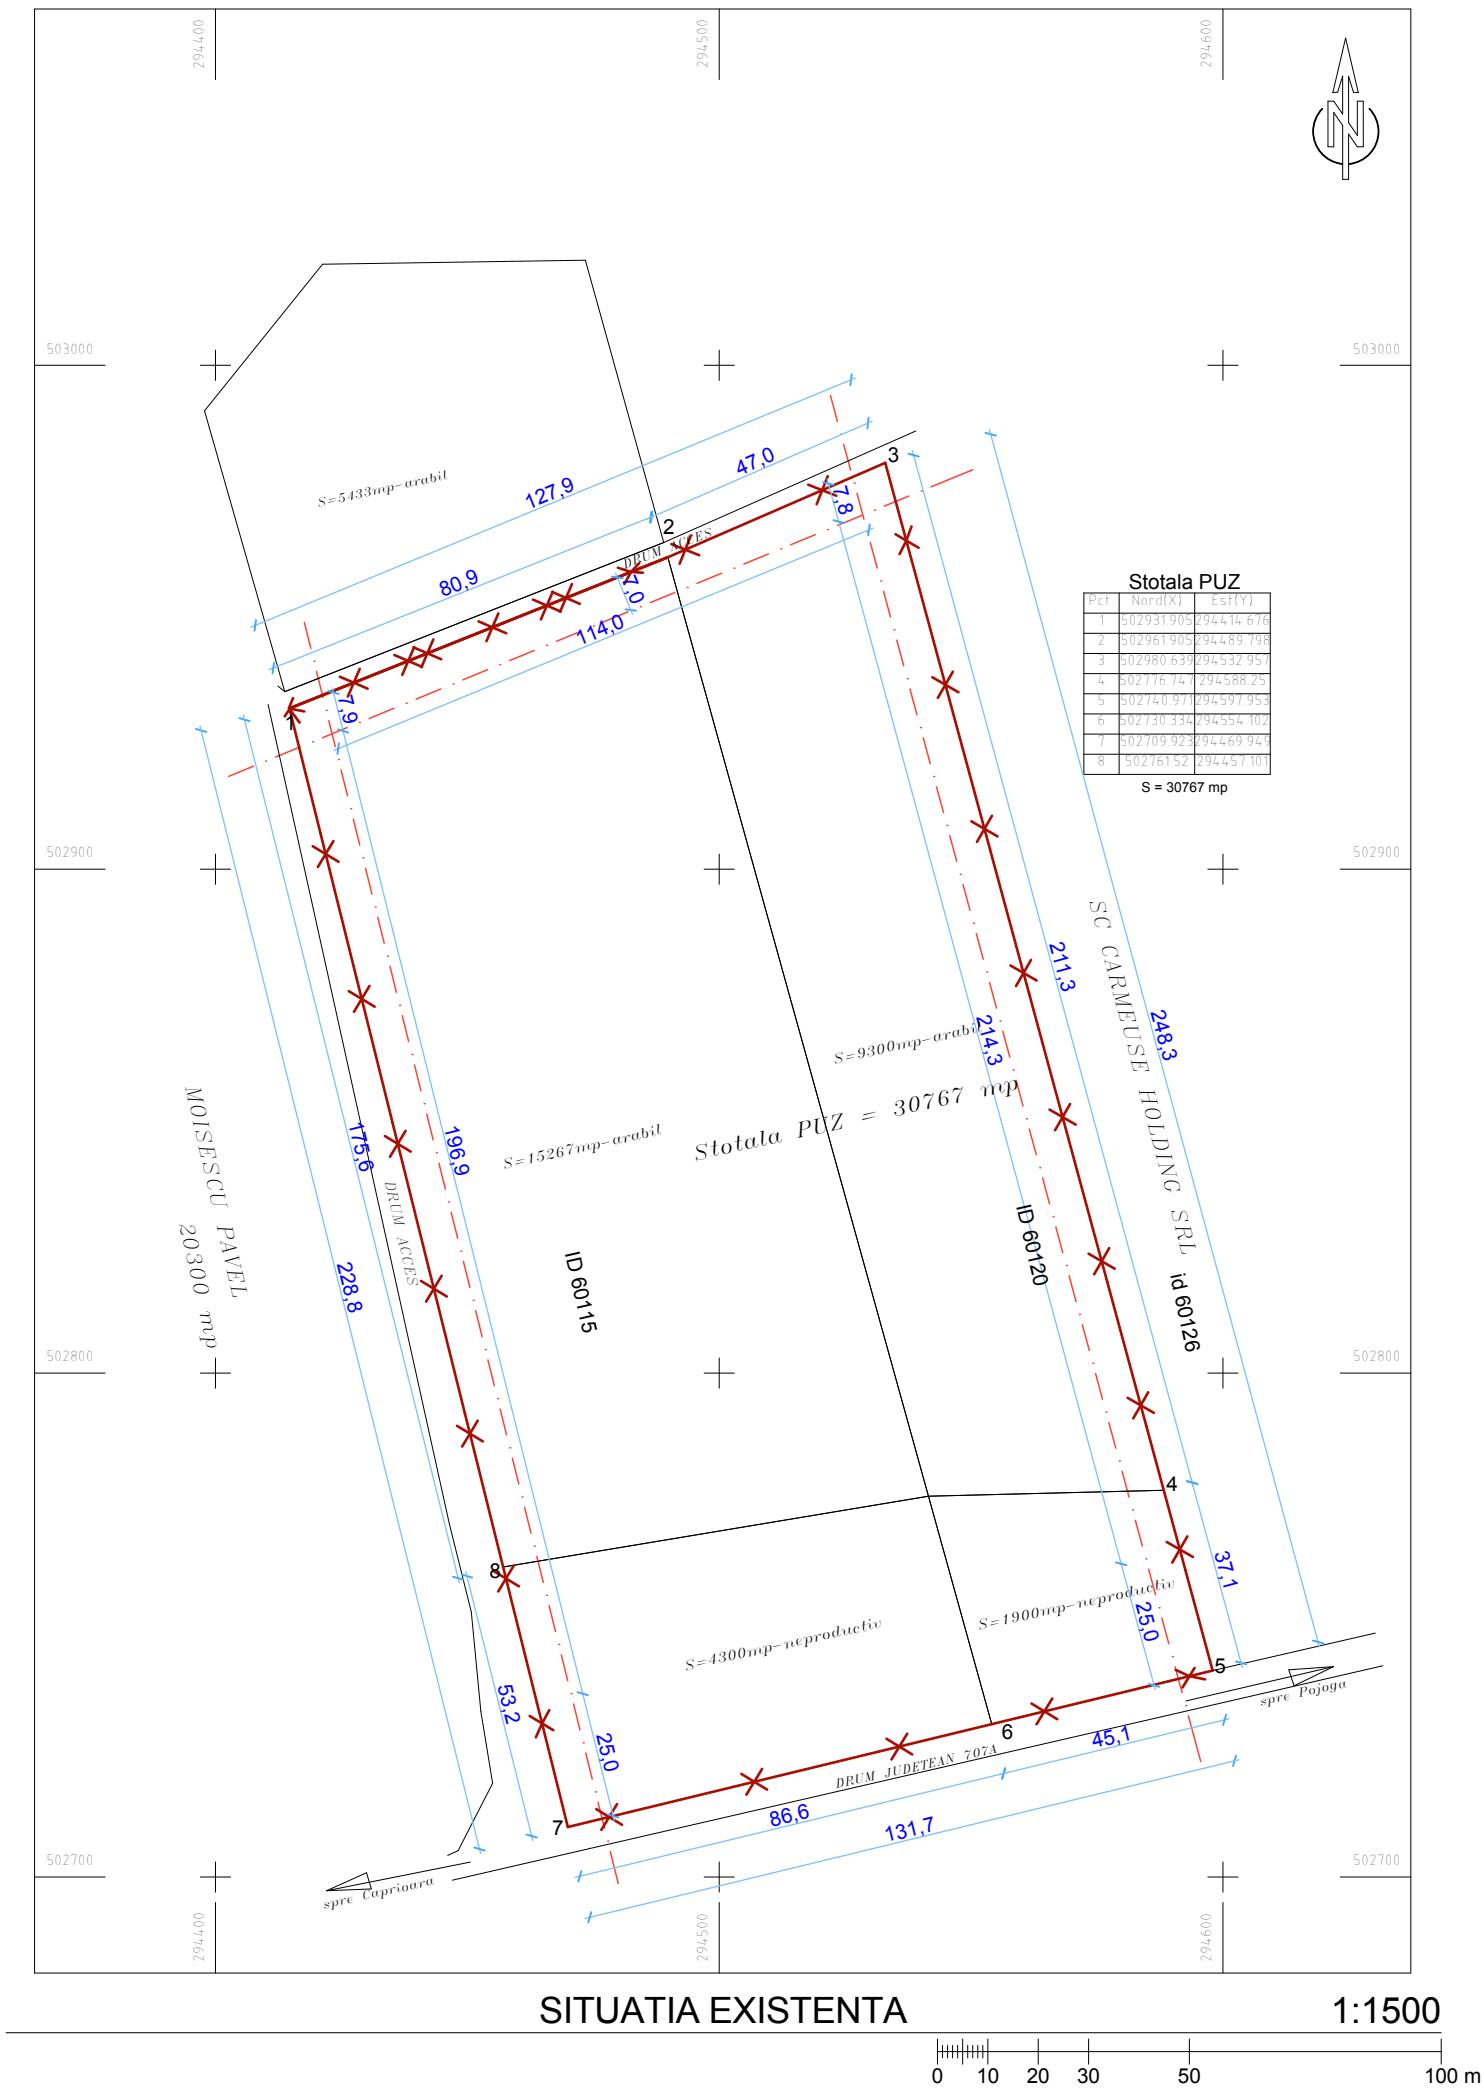 294400
294500
294600
N
503000
503000
S=5433mp-arabil
127,9
47,0
3
7,8
2
DRUM ACCES
80,9
7,0
114,0
1
7,9
Stotala PUZ
Pct. Nord(X) Est(Y)
1 502931.905 294414.676
2 502961.905 294489.798
3 502980.639 294532.957
4 502776.747 294588.25
5 502740.971 294597.953
6 502730.334 294554.102
7 502709.923 294469.949
8 502761.52 294457.101
S = 30767 mp
502900
502900
SC CARMEUSE HOLDING SRL
id 60126
211,3
248,3
214,3
S=9300mp-arabil
Stotala PUZ = 30767 mp
S=15267mp-arabil
MOISESCU PAVEL
20300 mp
175,6
196,9
DRUM ACCES
228,8
ID 60115
ID 60120
502800
502800
4
8
37,1
25,0
S=1900mp-neproductiv
S=4300mp-neproductiv
53,2
25,0
5
spre Pojoga
6
45,1
DRUM JUDETEAN 707A
7
86,6
131,7
spre Caprioara
502700
502700
294400
294500
294600
SITUATIA EXISTENTA
1:1500
0 10 20 30 50 100 m